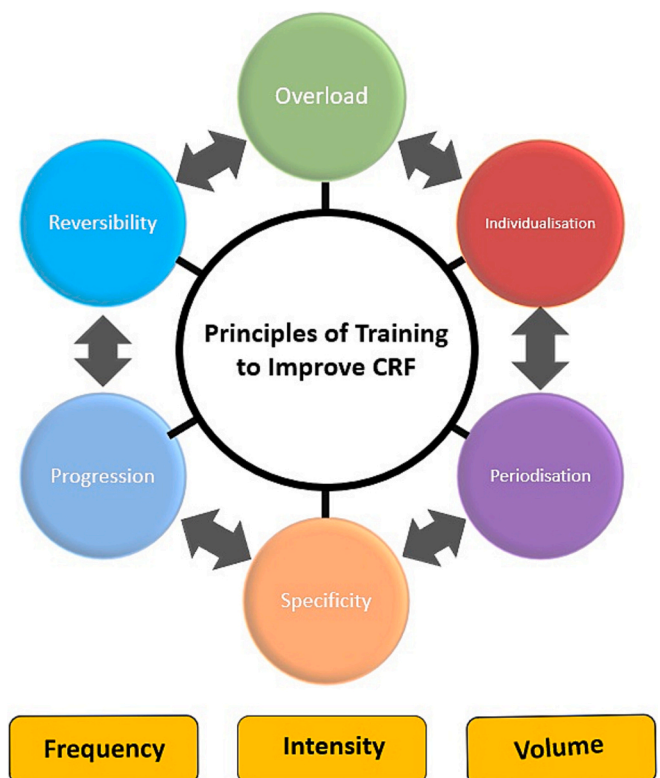 Overload
Reversibility
Individualisation
Principles of Training
to Improve CRF
Progression
Periodisation
Specificity
Frequency
Intensity
Volume